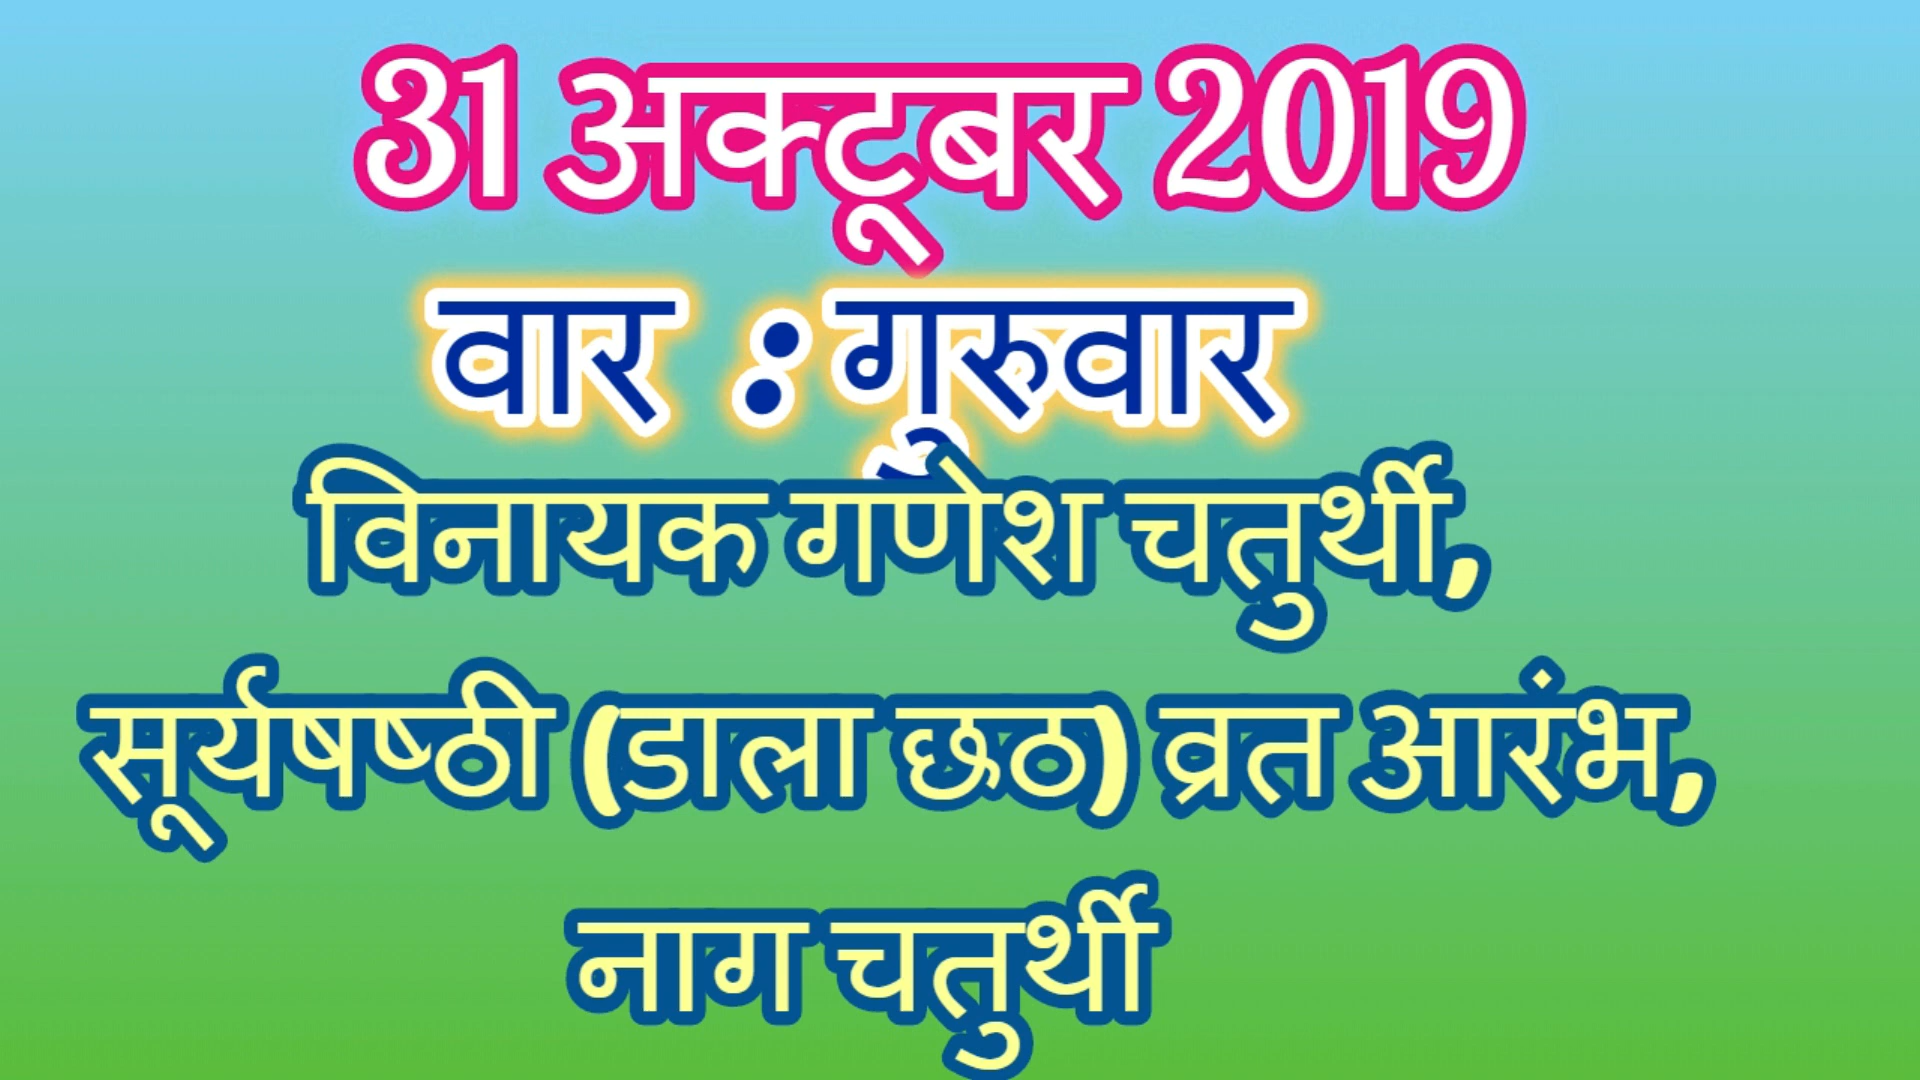 31 अक्टूबर 2019
वार : गुरुवार
विनायक गणेश चतुर्थी,
सूर्यषष्ठी (डाला छठ) व्रत आरंभ,
नाग चतुर्थी